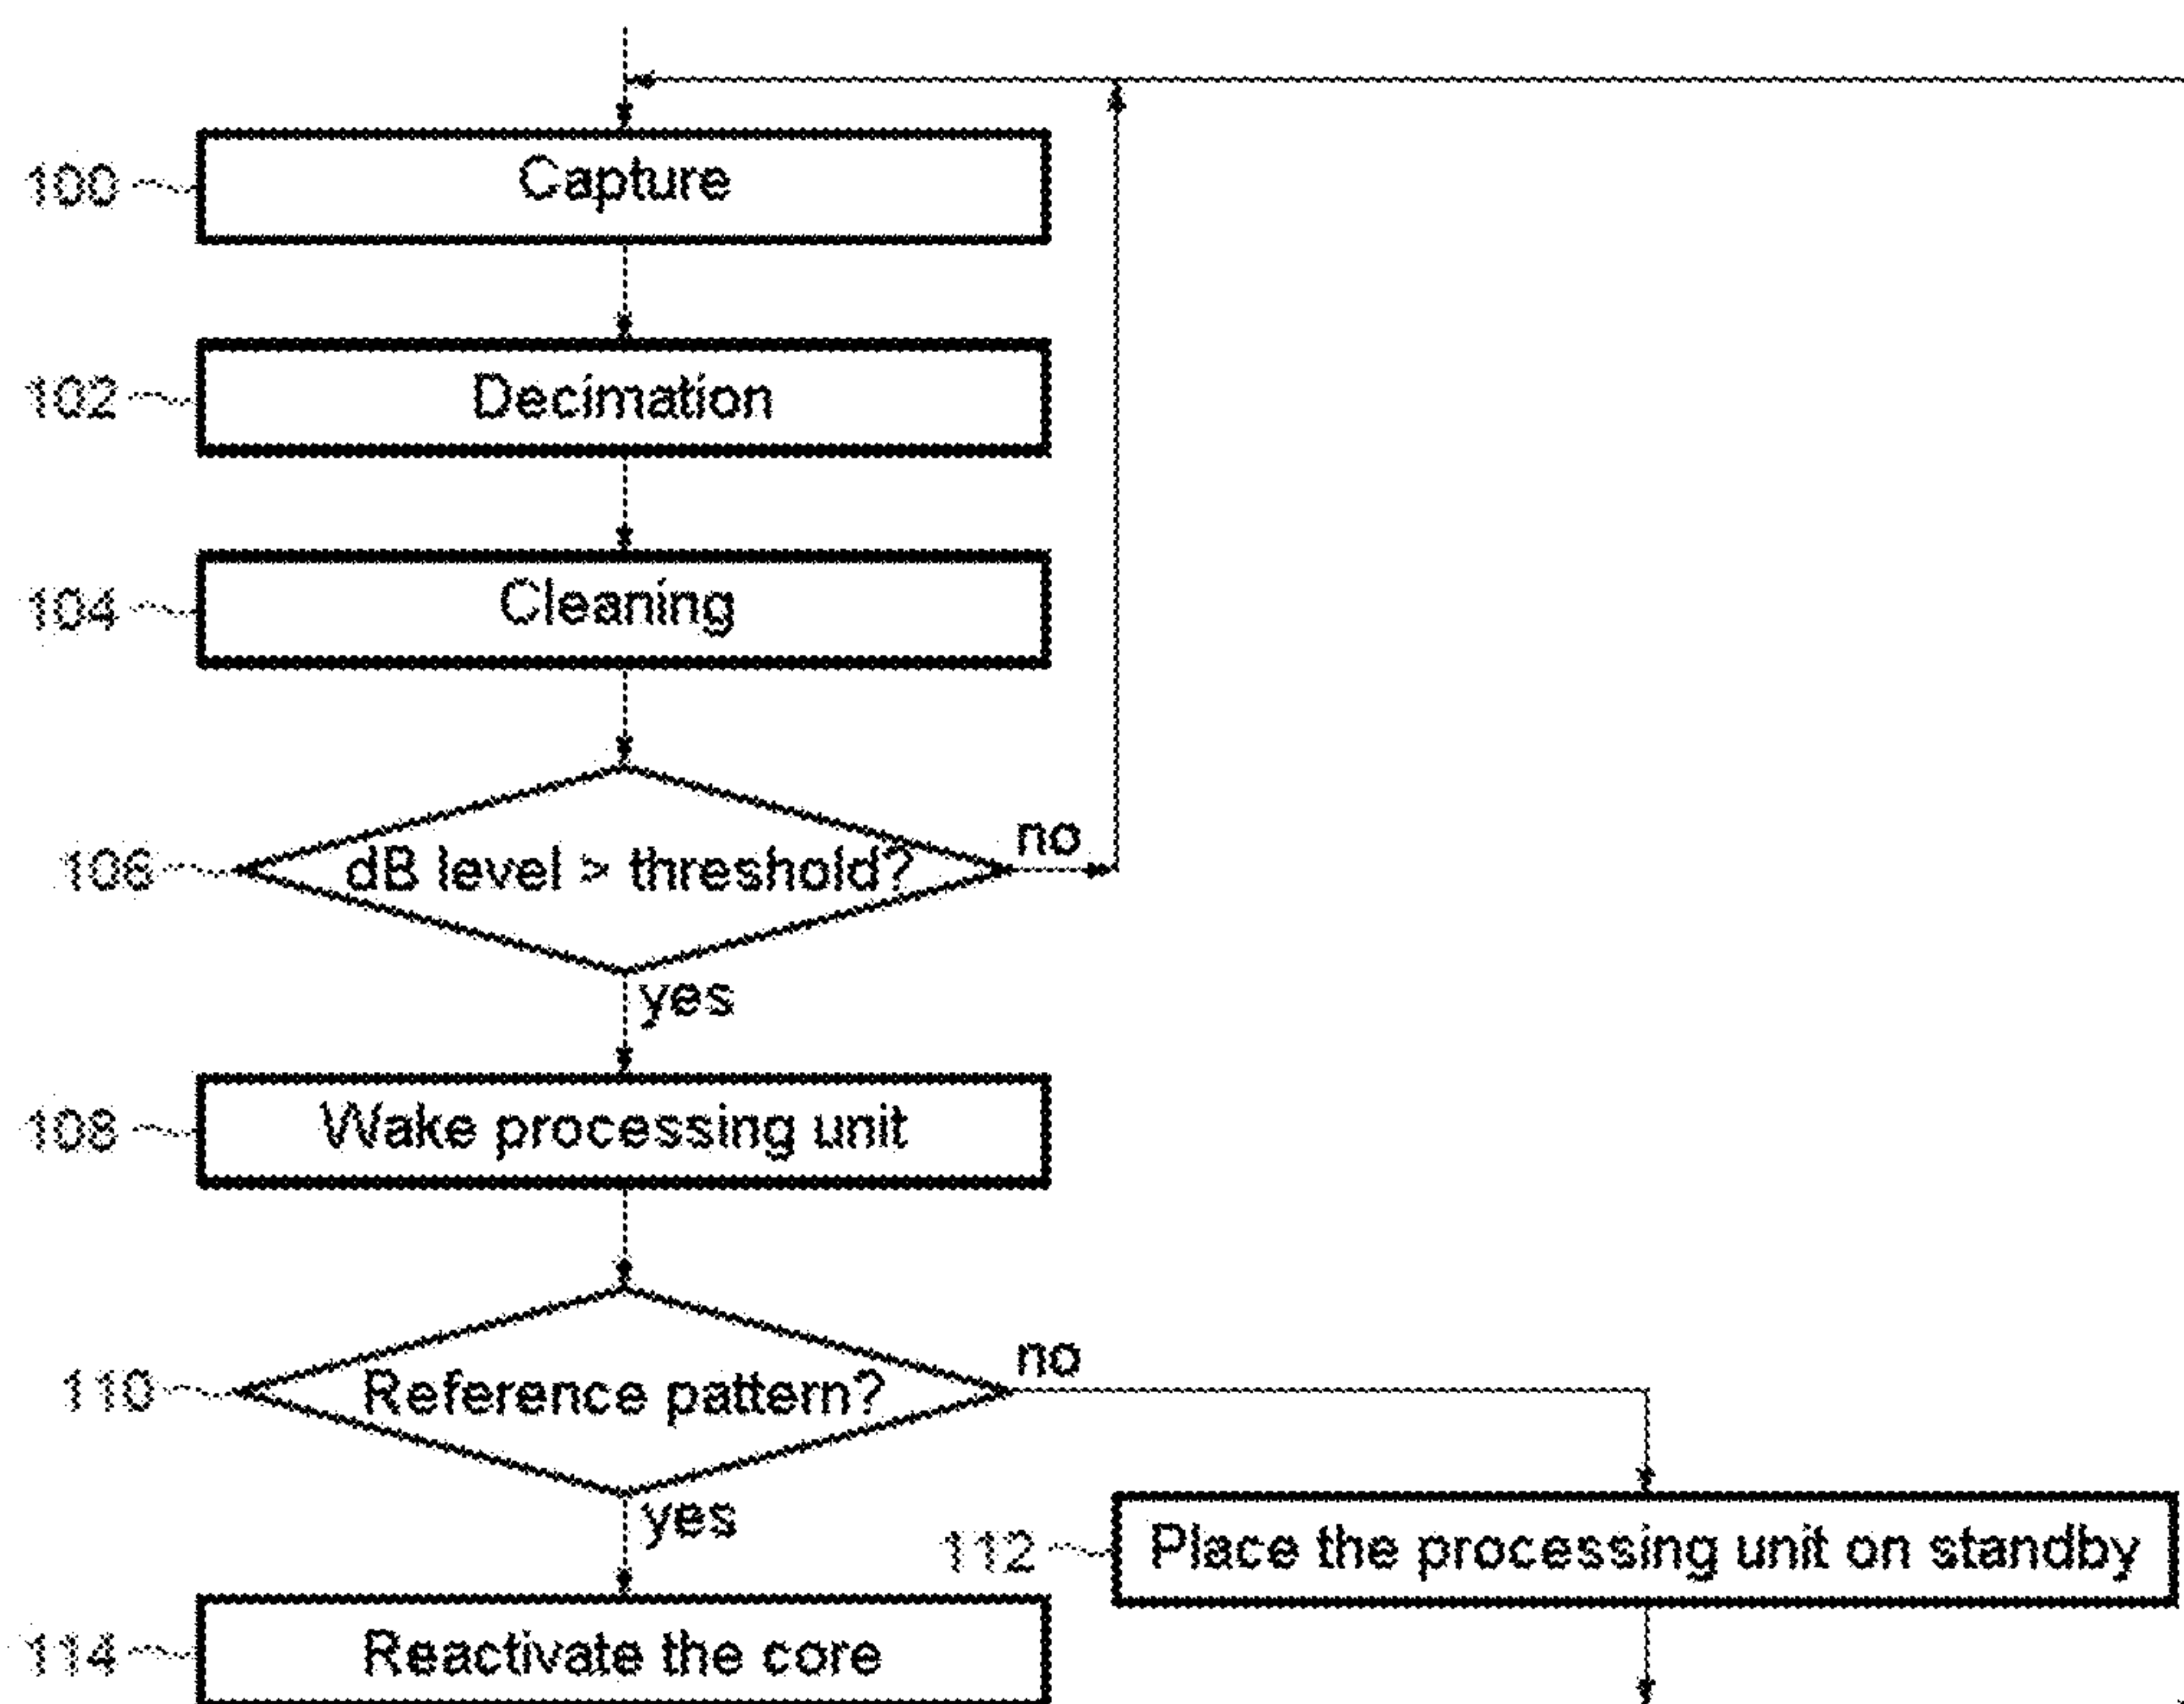 100 Capture
102 Decimation
104 Cleaning
106 dB level > threshold? no
yes
108 Wake processing unit
110 Reference pattern? no
yes
112 Place the processing unit on standby
114 Reactivate the core